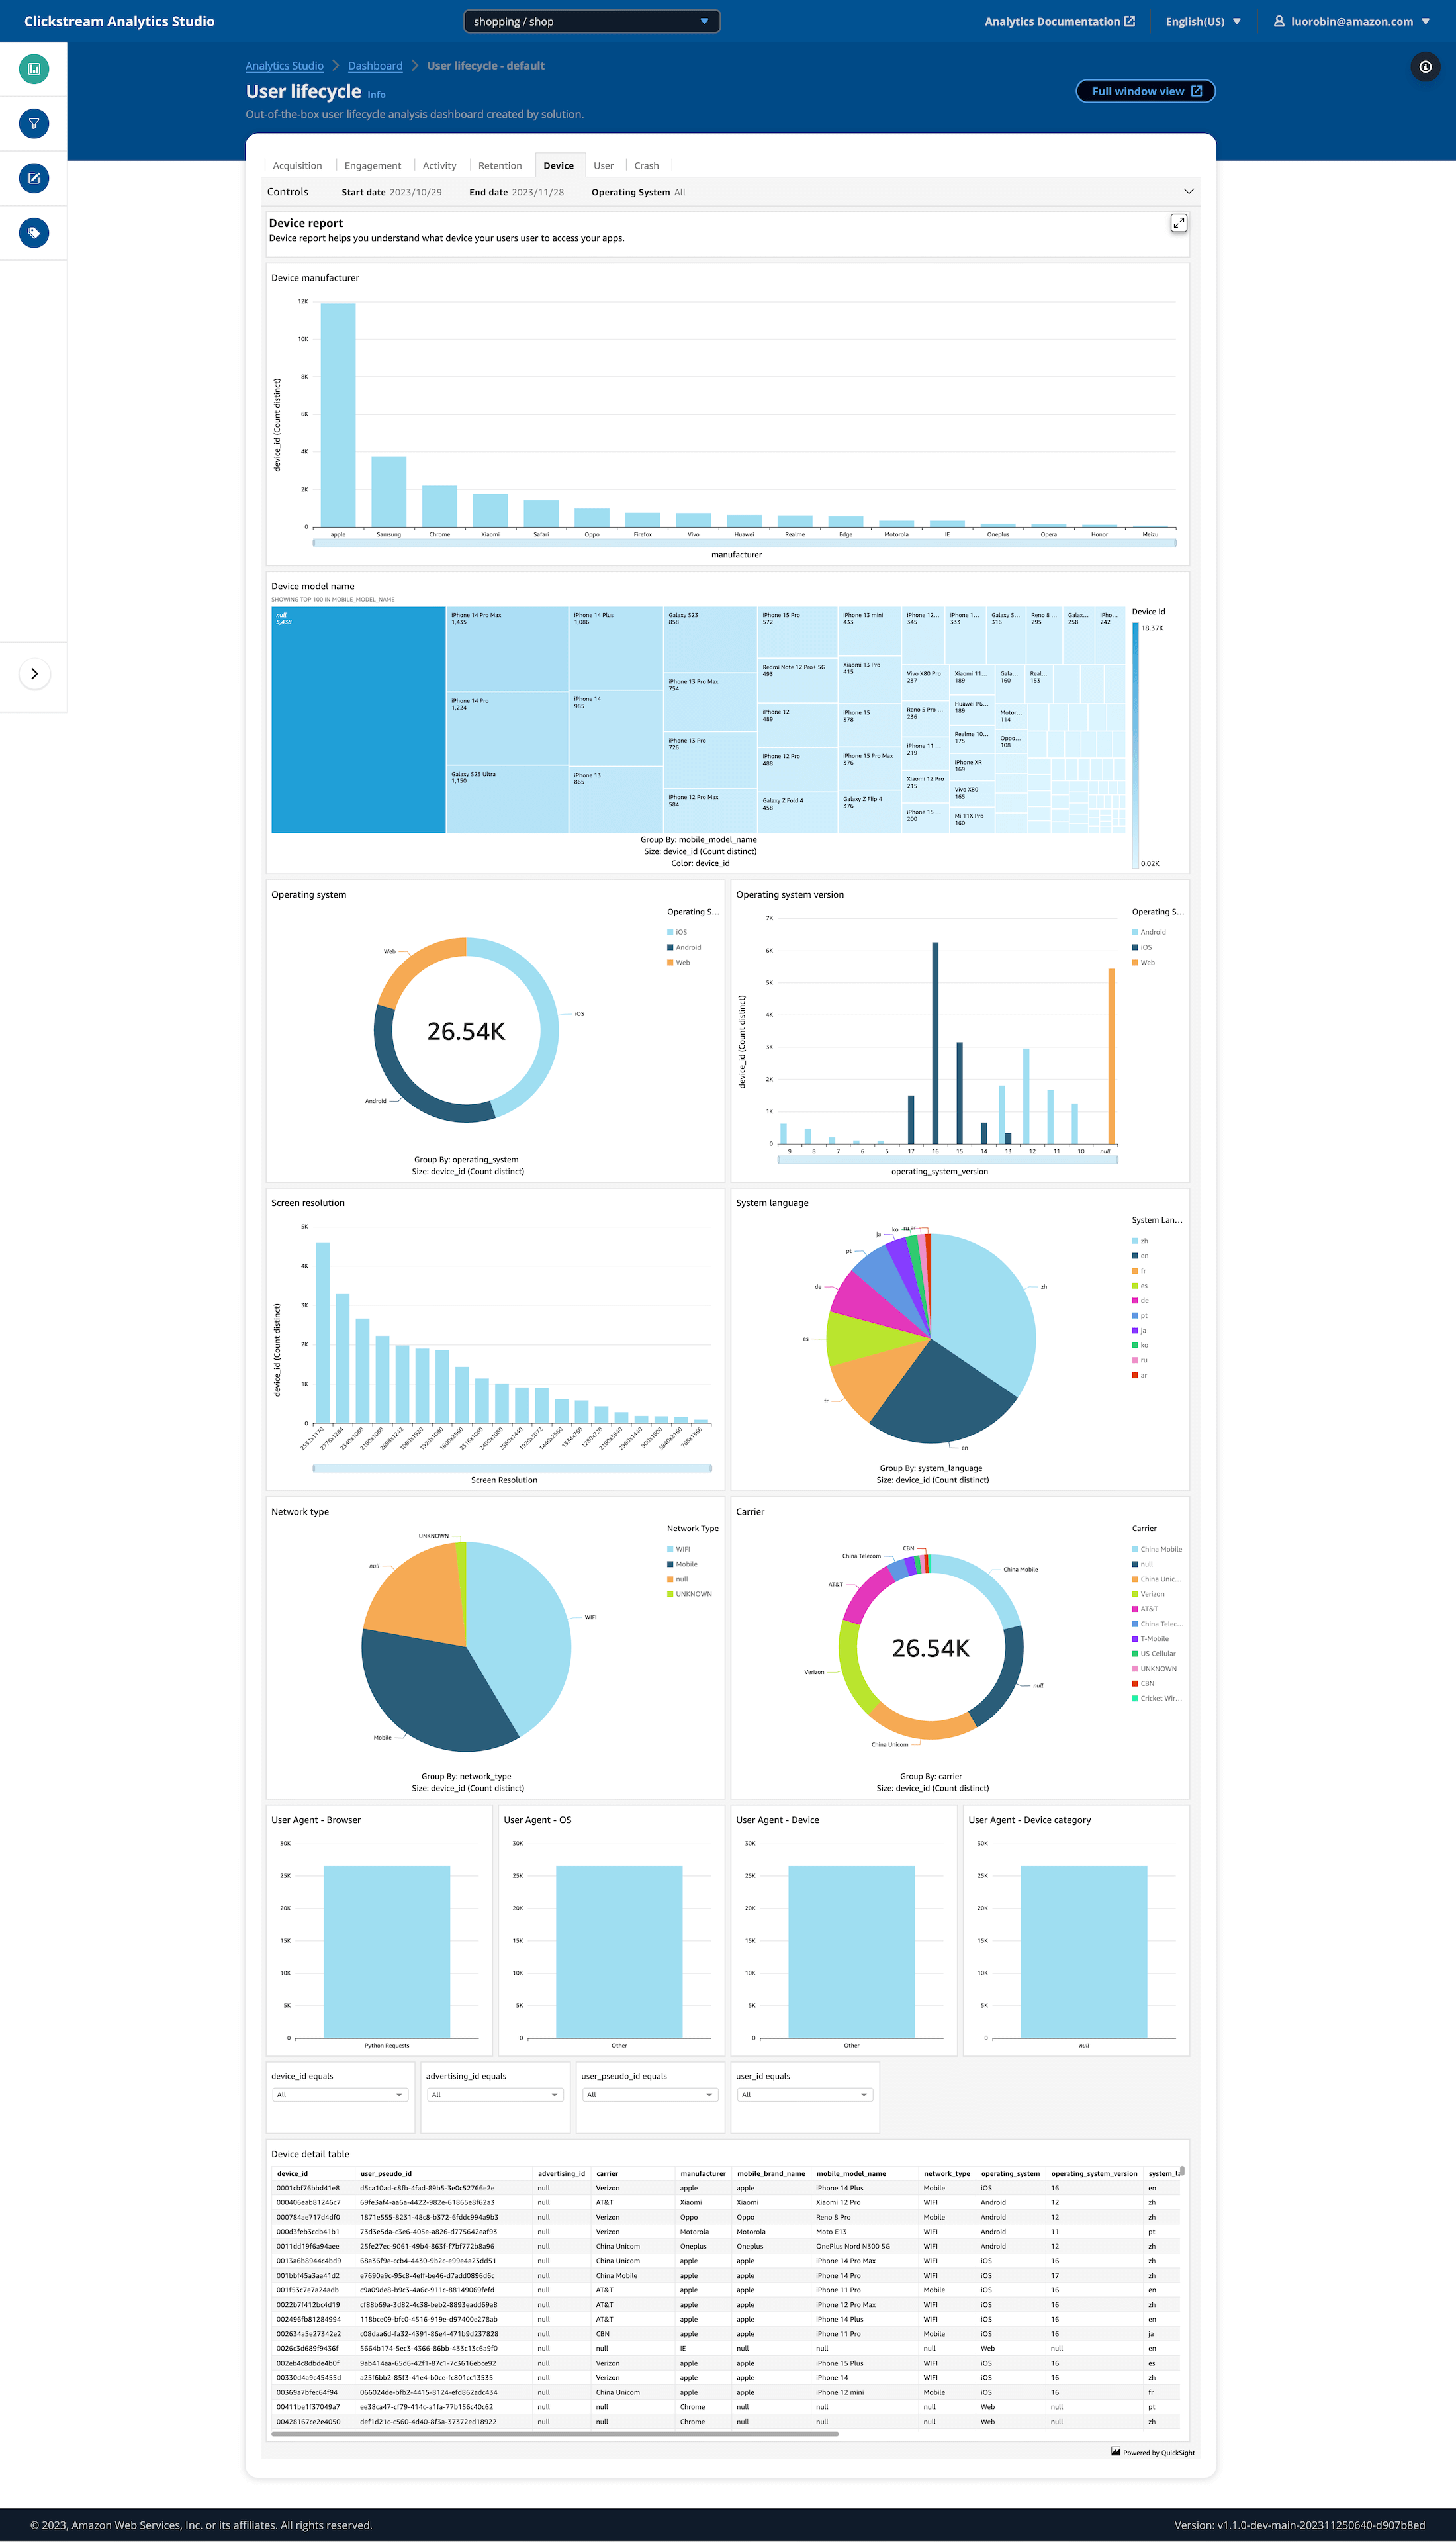 Clickstream Analytics Studio
shopping / shop
Analytics Documentation
English(US)
luorobin@amazon.com
Analytics Studio
Dashboard
User lifecycle - default
User lifecycle Info
Full window view
Out-of-the-box user lifecycle analysis dashboard created by solution.
Acquisition Engagement Activity Retention Device User Crash
Controls Start date 2023/10/29 End date 2023/11/28 Operating System All
Device report
Device report helps you understand what device your users user to access your apps.
Device manufacturer
12K
10K
8K
6K
4K
2K
0
device_id (Count distinct)
apple Samsung Chrome Xiaomi Safari Oppo Firefox Vivo Huawei Realme Edge Motorola IE Oneplus Opera Honor Meizu
manufacturer
Device model name
SHOWING TOP 100 IN MOBILE_MODEL_NAME
null
5,438
iPhone 14 Pro Max
1,435
iPhone 14 Pro
1,224
Galaxy S23 Ultra
1,150
iPhone 14 Plus
1,086
iPhone 14
985
iPhone 13
865
Galaxy S23
858
iPhone 13 Pro Max
754
iPhone 13 Pro
726
iPhone 12 Pro Max
584
iPhone 15 Pro
572
Redmi Note 12 Pro+ 5G
493
iPhone 12
489
iPhone 12 Pro
488
Galaxy Z Fold 4
458
iPhone 13 mini
433
Xiaomi 13 Pro
415
iPhone 15
378
iPhone 15 Pro Max
376
Galaxy Z Flip 4
376
iPhone 12...
345
iPhone 1...
333
Galaxy S...
316
Reno 8 ...
295
Galax...
258
iPho...
242
Vivo X80 Pro
237
Reno 5 Pro ...
236
iPhone 11 ...
219
Xiaomi 12 Pro
215
iPhone 15 ...
200
Xiaomi 11...
189
Huawei P6...
189
Realme 10...
175
iPhone XR
169
Vivo X80
165
Mi 11X Pro
160
Gala...
160
Real...
153
Motor...
114
Oppo...
108
Device Id
18.37K
0.02K
Group By: mobile_model_name
Size: device_id (Count distinct)
Color: device_id
Operating system
Operating S...
iOS
Android
Web
Web
iOS
Android
26.54K
Group By: operating_system
Size: device_id (Count distinct)
Operating system version
7K
6K
5K
4K
3K
2K
1K
0
device_id (Count distinct)
9 8 7 6 5 17 16 15 14 13 12 11 10 null
operating_system_version
Operating S...
Android
iOS
Web
Screen resolution
5K
4K
3K
2K
1K
0
device_id (Count distinct)
2532x1170 2778x1284 2340x1080 2160x1080 2688x1242 1080x1920 1920x1080 1600x2560 2316x1080 2400x1080 2560x1440 1920x3072 1440x2560 1334x750 1280x720 2160x3840 2960x1440 900x1600 3840x2160 768x1366
Screen Resolution
System language
ko ru ar
ja
pt
de
es
fr
en
zh
System Lan...
zh
en
fr
es
de
pt
ja
ko
ru
ar
Group By: system_language
Size: device_id (Count distinct)
Network type
UNKNOWN
null
WIFI
Mobile
Network Type
WIFI
Mobile
null
UNKNOWN
Group By: network_type
Size: device_id (Count distinct)
Carrier
CBN
China Telecom
AT&T
Verizon
China Unicom
null
China Mobile
26.54K
Carrier
China Mobile
null
China Unic...
Verizon
AT&T
China Telec...
T-Mobile
US Cellular
UNKNOWN
CBN
Cricket Wir...
Group By: carrier
Size: device_id (Count distinct)
User Agent - Browser
30K
25K
20K
15K
10K
5K
0
Python Requests
User Agent - OS
30K
25K
20K
15K
10K
5K
0
Other
User Agent - Device
30K
25K
20K
15K
10K
5K
0
Other
User Agent - Device category
30K
25K
20K
15K
10K
5K
0
null
device_id equals
All
advertising_id equals
All
user_pseudo_id equals
All
user_id equals
All
Device detail table
device_id user_pseudo_id advertising_id carrier manufacturer mobile_brand_name mobile_model_name network_type operating_system operating_system_version system_la
0001cbf76bbd41e8 d5ca10ad-c8fb-4fad-89b5-3e0c52766e2e null Verizon apple apple iPhone 14 Plus Mobile iOS 16 en
000406eab81246c7 69fe3af4-aa6a-4422-982e-61865e8f62a3 null AT&T Xiaomi Xiaomi Xiaomi 12 Pro WIFI Android 12 zh
000784ae717d4df0 1871e555-8231-48c8-b372-6fddc994a9b3 null Verizon Oppo Oppo Reno 8 Pro Mobile Android 12 zh
000d3feb3cdb41b1 73d3e5da-c3e6-405e-a826-d775642eaf93 null Verizon Motorola Motorola Moto E13 WIFI Android 11 pt
0011dd19f6a94aee 25fe27ec-9061-49b4-863f-f7bf772b8a96 null China Unicom Oneplus Oneplus OnePlus Nord N300 5G WIFI Android 12 zh
0013a6b8944c4bd9 68a36f9e-ccb4-4430-9b2c-e99e4a23dd51 null China Unicom apple apple iPhone 14 Pro Max WIFI iOS 16 zh
001bbf45a3aa41d2 e7690a9c-95c8-4eff-be46-d7add0896d6c null China Mobile apple apple iPhone 14 Pro WIFI iOS 17 zh
001f53c7e7a24adb c9a09de8-b9c3-4a6c-911c-88149069fefd null AT&T apple apple iPhone 11 Pro Mobile iOS 16 en
0022b7f412bc4d19 cf88b69a-3d82-4c38-beb2-8893eadd69a8 null AT&T apple apple iPhone 12 Pro Max WIFI iOS 16 zh
002496fb81284994 118bce09-bfc0-4516-919e-d97400e278ab null AT&T apple apple iPhone 14 Plus WIFI iOS 16 en
002634a5e27342e2 c08daa6d-fa32-4391-86e4-471b9d237828 null CBN apple apple iPhone 11 Pro Mobile iOS 16 ja
0026c3d689f9436f 5664b174-5ec3-4366-86bb-433c13c6a9f0 null null IE null null null Web null en
002eb4c8dbde4b0f 9ab414aa-65d6-42f1-87c1-7c3616ebce92 null Verizon apple apple iPhone 15 Plus WIFI iOS 16 es
00330d4a9c45455d a25f6bb2-85f3-41e4-b0ce-fc801cc13535 null Verizon apple apple iPhone 14 WIFI iOS 16 zh
00369a7bfec64f94 066024de-bfb2-4415-8124-efd862adc434 null China Unicom apple apple iPhone 12 mini Mobile iOS 16 fr
00411be1f37049a7 ee38ca47-cf79-414c-a1fa-77b156c40c62 null null Chrome null null null Web null pt
00428167ce2e4050 def1d21c-c560-4d40-8f3a-37372ed18922 null null Chrome null null null Web null zh
Powered by QuickSight
© 2023, Amazon Web Services, Inc. or its affiliates. All rights reserved.
Version: v1.1.0-dev-main-202311250640-d907b8ed